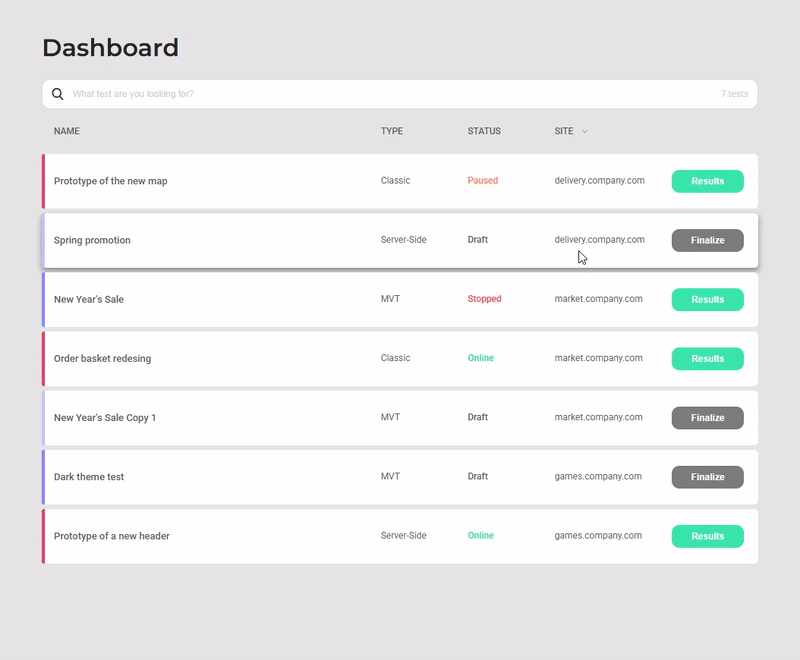 Dashboard
What test are you looking for? 7 tests
NAME TYPE STATUS SITE
Prototype of the new map Classic Paused delivery.company.com Results
Spring promotion Server-Side Draft delivery.company.com Finalize
New Year's Sale MVT Stopped market.company.com Results
Order basket redesing Classic Online market.company.com Results
New Year's Sale Copy 1 MVT Draft market.company.com Finalize
Dark theme test MVT Draft games.company.com Finalize
Prototype of a new header Server-Side Online games.company.com Results